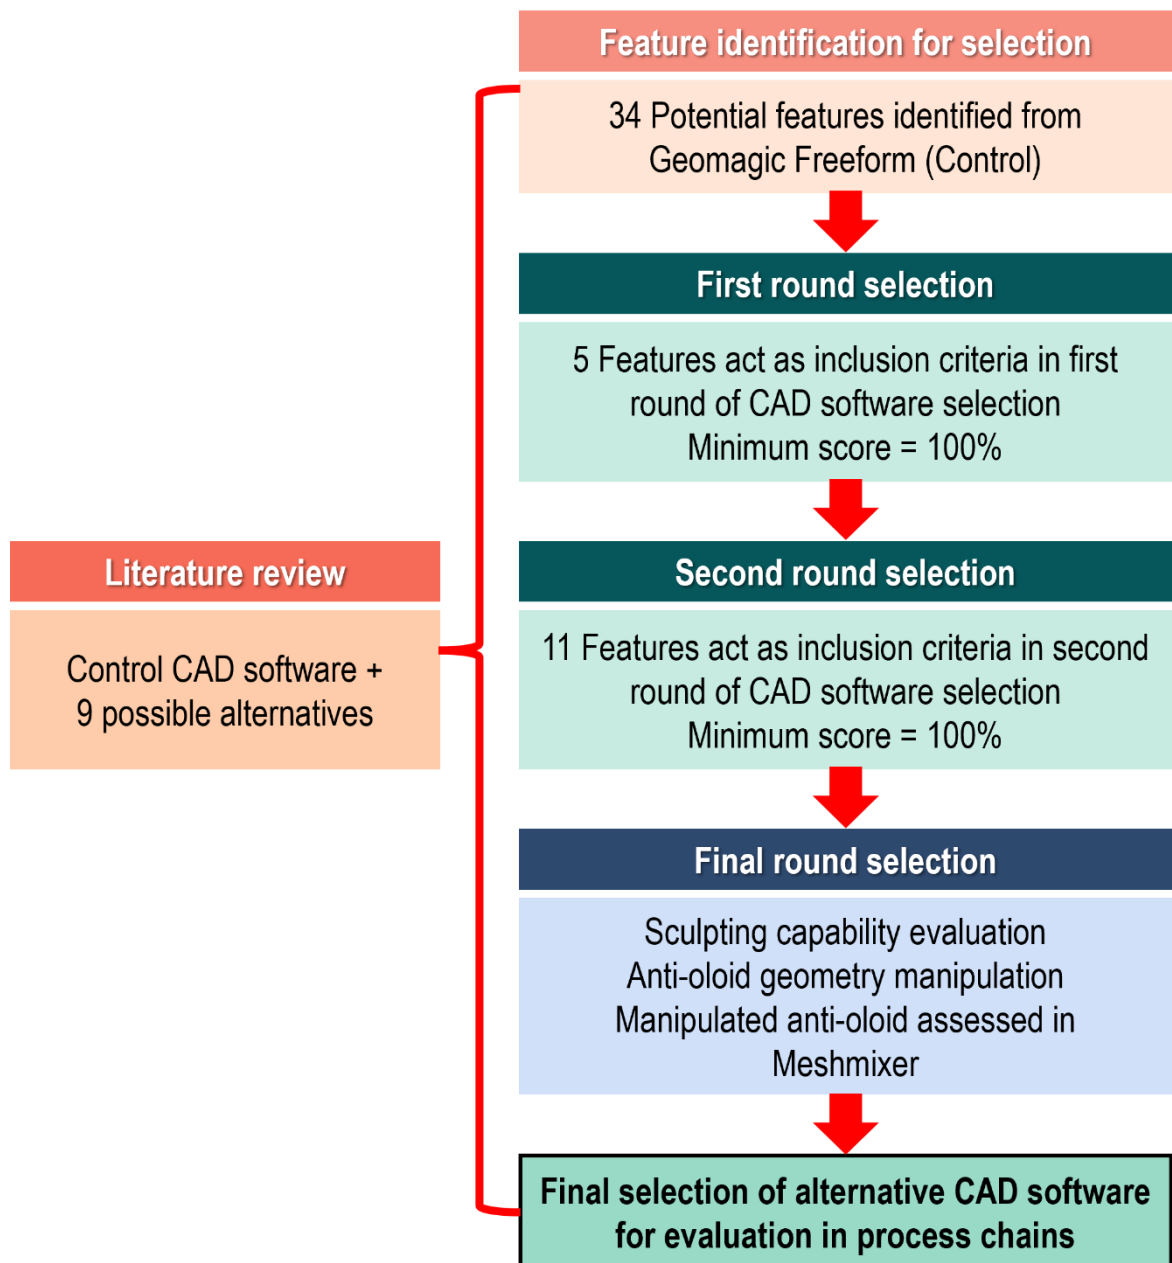 Feature identification for selection
34 Potential features identified from
Geomagic Freeform (Control)
First round selection
5 Features act as inclusion criteria in first
round of CAD software selection
Minimum score = 100%
Literature review
Control CAD software +
9 possible alternatives
Second round selection
11 Features act as inclusion criteria in second
round of CAD software selection
Minimum score = 100%
Final round selection
Sculpting capability evaluation
Anti-oloid geometry manipulation
Manipulated anti-oloid assessed in
Meshmixer
Final selection of alternative CAD software
for evaluation in process chains